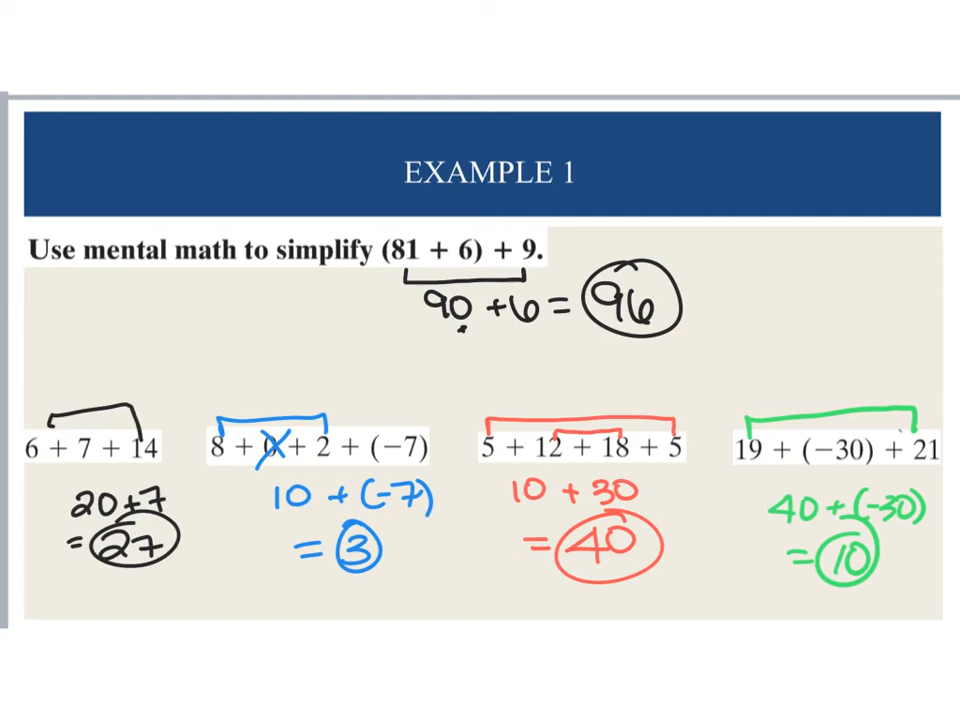 EXAMPLE 1
Use mental math to simplify (81 + 6) + 9.
90 + 6 = 96
6 + 7 + 14
8 + 0 + 2 + (−7)
5 + 12 + 18 + 5
19 + (−30) + 21
20 + 7
= 27
10 + (-7)
= 3
10 + 30
= 40
40 + (-30)
= 10